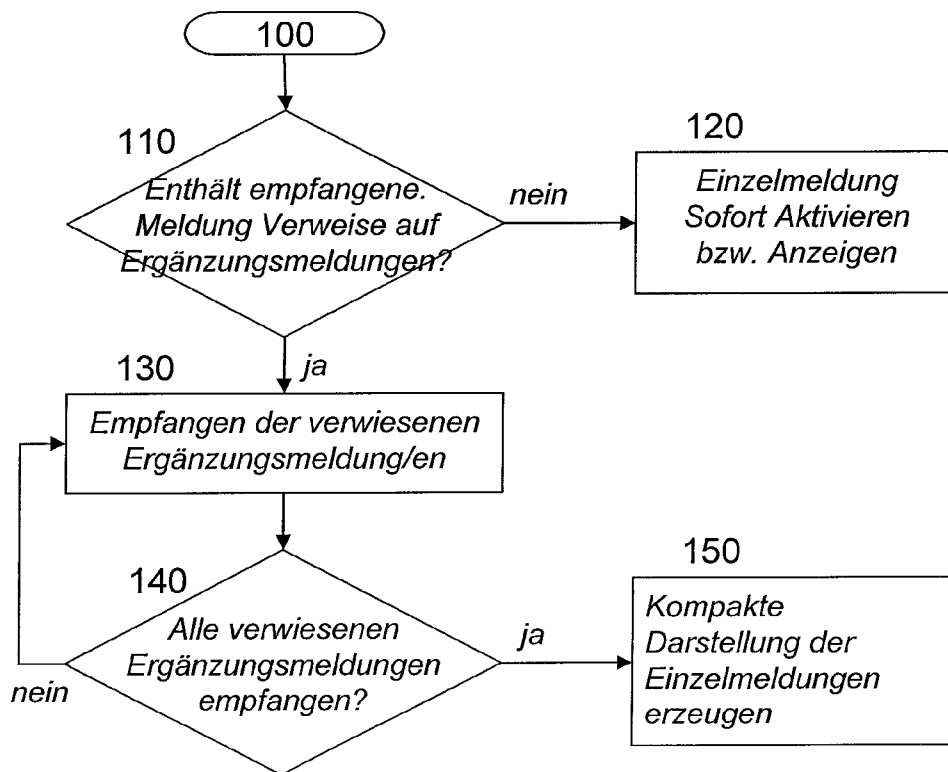 100
110
Enthält empfangene.
Meldung Verweise auf
Ergänzungsmeldungen?
nein
120
Einzelmeldung
Sofort Aktivieren
bzw. Anzeigen
ja
130
Empfangen der verwiesenen
Ergänzungsmeldung/en
140
Alle verwiesenen
Ergänzungsmeldungen
empfangen?
nein
ja
150
Kompakte
Darstellung der
Einzelmeldungen
erzeugen